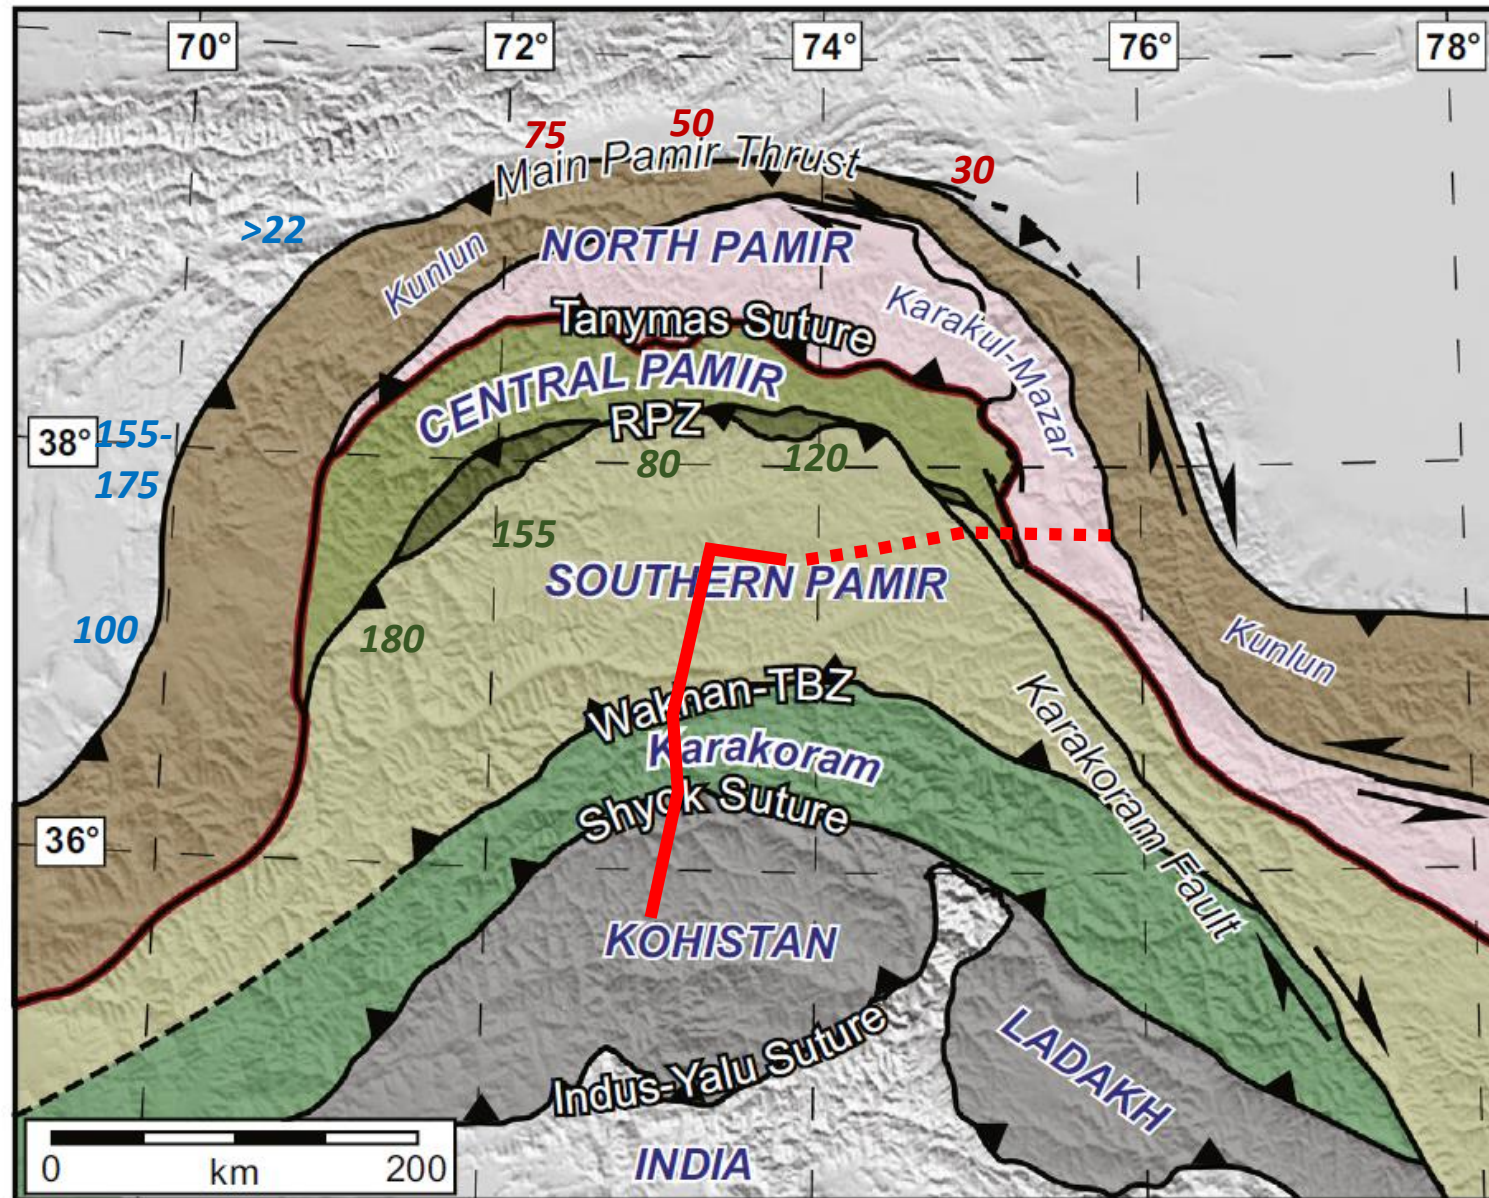 70°
72°
74°
76°
78°
75
50
30
Main Pamir Thrust
>22
Kunlun
NORTH PAMIR
Karakul-Mazar
Tanymas Suture
CENTRAL PAMIR
RPZ
38°
155-
175
80
120
155
SOUTHERN PAMIR
100
180
Kunlun
Wakhan-TBZ
Karakoram
Karakoram Fault
Shyok Suture
36°
KOHISTAN
LADAKH
Indus-Yalu Suture
INDIA
0 km 200